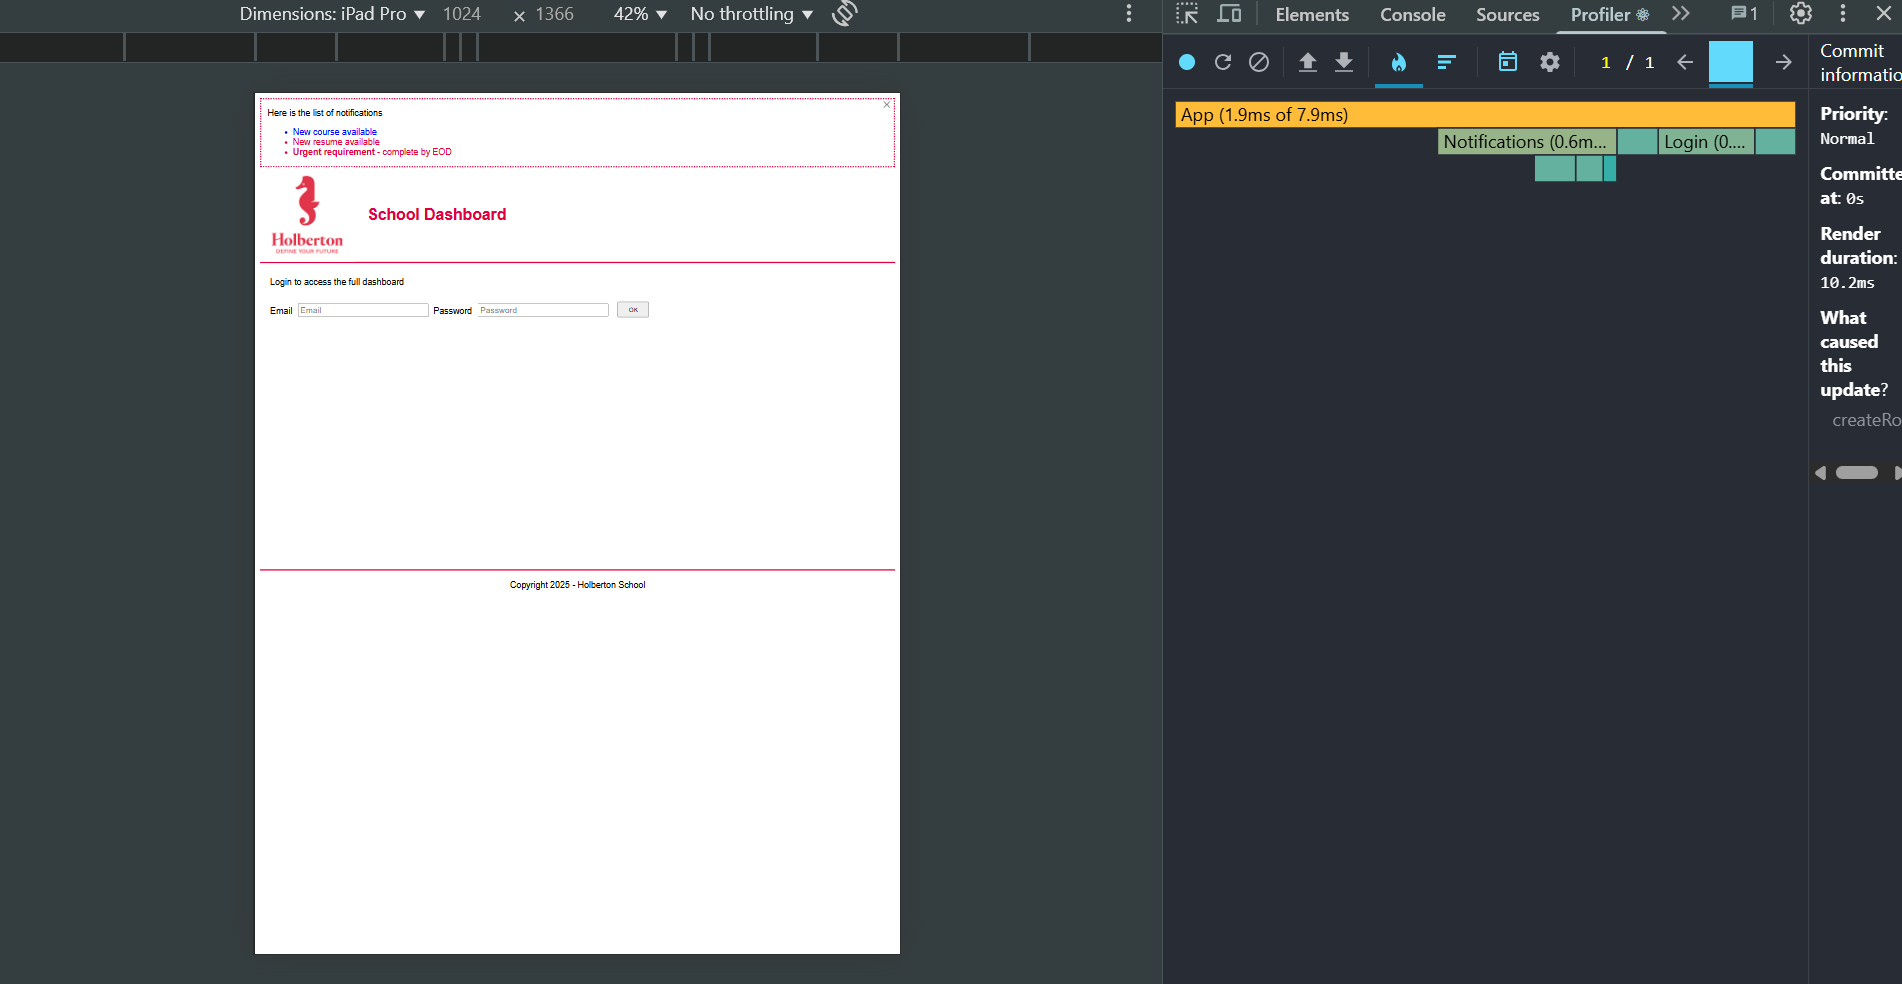 Dimensions: iPad Pro ▼ 1024 × 1366 42% ▼ No throttling ▼
Here is the list of notifications
New course available
New resume available
Urgent requirement - complete by EOD
Holberton
DEFINE YOUR FUTURE
School Dashboard
Login to access the full dashboard
Email Email Password Password OK
Copyright 2025 - Holberton School
Elements Console Sources Profiler 1
1 / 1
App (1.9ms of 7.9ms)
Notifications (0.6m... Login (0....
Commit
informatio
Priority:
Normal
Committe
at: 0s
Render
duration:
10.2ms
What
caused
this
update?
createRo